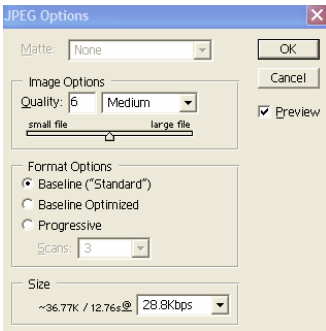 JPEG Options
Matte: None
OK
Image Options
Cancel
Quality: 6 Medium
Preview
small file large file
Format Options
Baseline ("Standard")
Baseline Optimized
Progressive
Scans: 3
Size
~36.77K / 12.76s@ 28.8Kbps